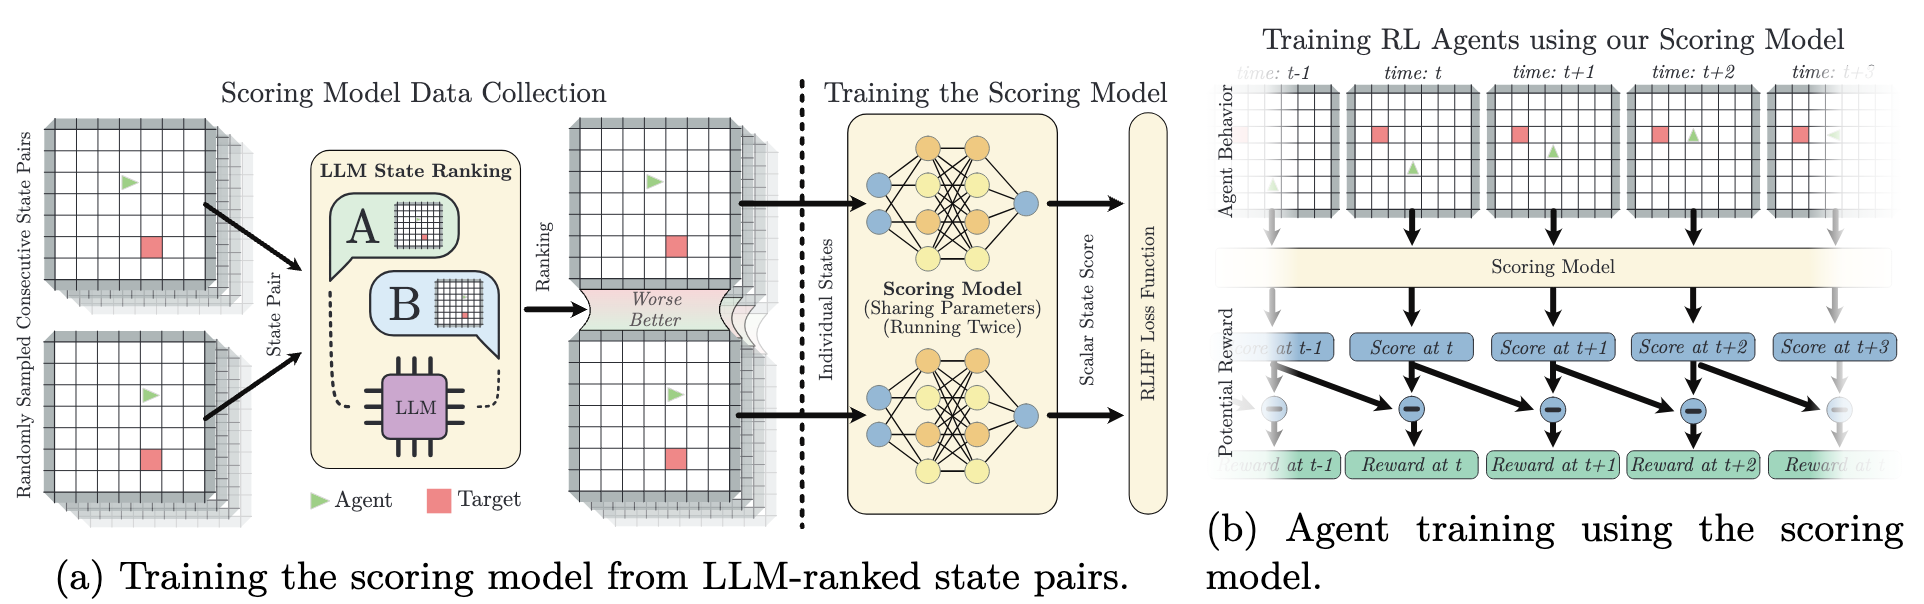 Scoring Model Data Collection
Randomly Sampled Consecutive State Pairs
State Pair
LLM State Ranking
A
B
LLM
Agent
Target
Ranking
Worse
Better
Training the Scoring Model
Individual States
Scoring Model
(Sharing Parameters)
(Running Twice)
Scalar State Score
RLHF Loss Function
(a) Training the scoring model from LLM-ranked state pairs.
Training RL Agents using our Scoring Model
time: t-1 time: t time: t+1 time: t+2 time: t+3
Agent Behavior
Scoring Model
Potential Reward
Score at t-1 Score at t Score at t+1 Score at t+2 Score at t+3
Reward at t-1 Reward at t Reward at t+1 Reward at t+2 Reward at t
(b) Agent training using the scoring
model.